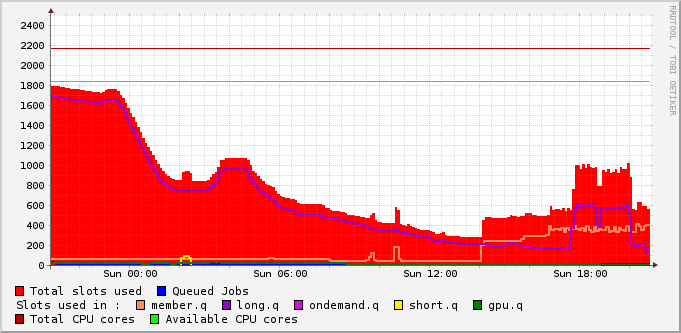 2400
2200
2000
1800
1600
1400
1200
1000
800
600
400
200
0
Sun 00:00 Sun 06:00 Sun 12:00 Sun 18:00
Total slots used Queued Jobs
Slots used in : member.q long.q ondemand.q short.q gpu.q
Total CPU cores Available CPU cores
RRDTOOL / TOBI OETIKER